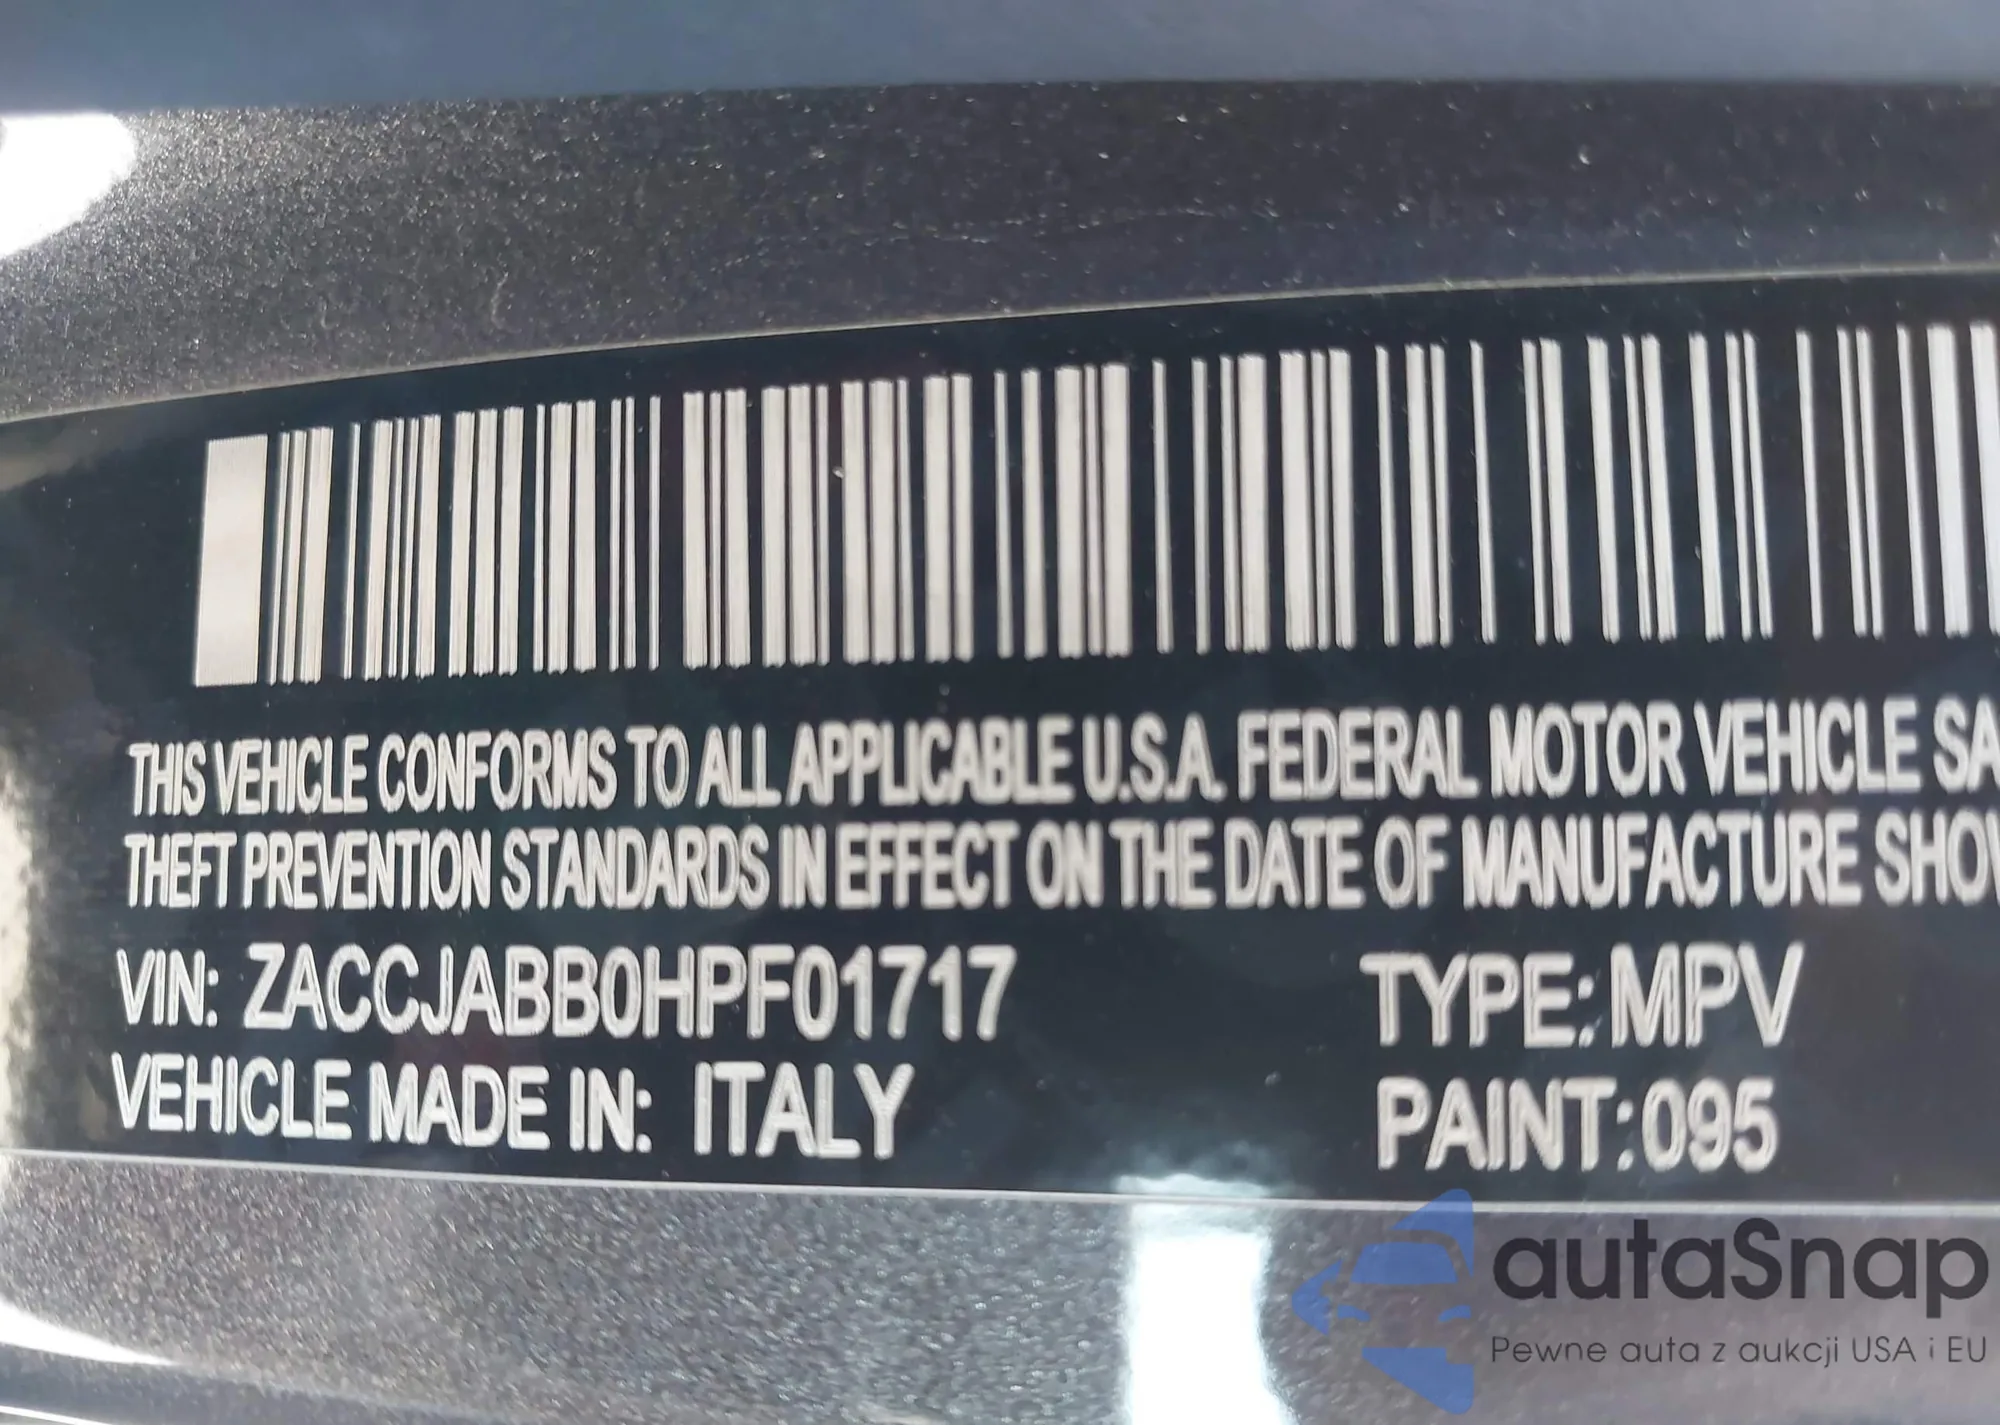 THIS VEHICLE CONFORMS TO ALL APPLICABLE U.S.A. FEDERAL MOTOR VEHICLE SA
THEFT PREVENTION STANDARDS IN EFFECT ON THE DATE OF MANUFACTURE SHOW
VIN: ZACCJABB0HPF01717 TYPE: MPV
VEHICLE MADE IN: ITALY PAINT: 095
autaSnap
Pewne auta z aukcji USA i EU